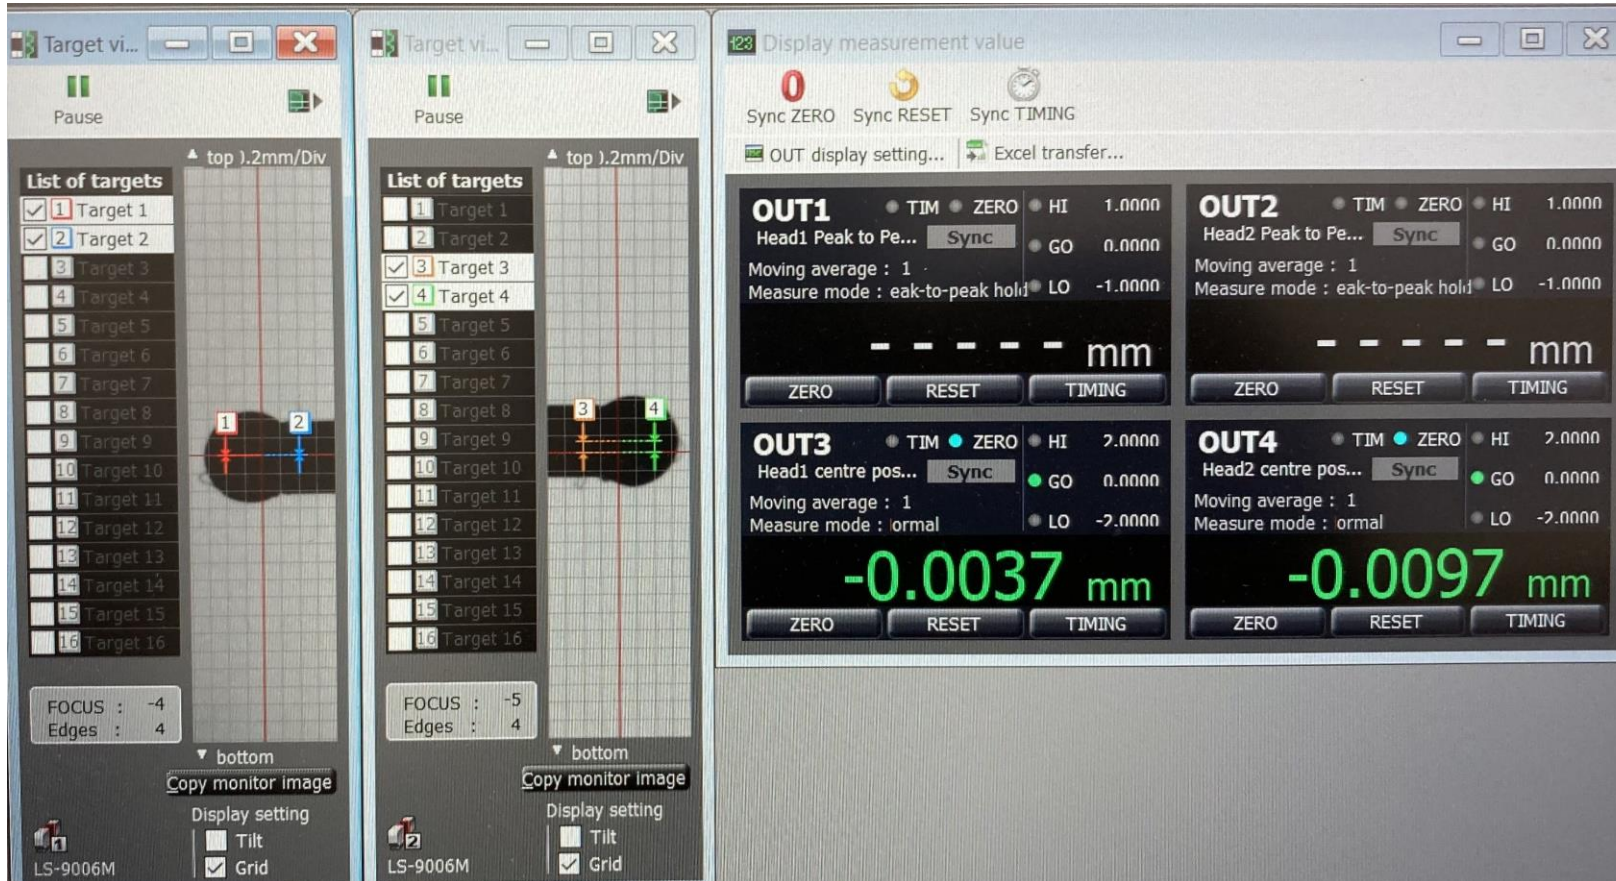 Target vi...
Pause
top ).2mm/Div
List of targets
1 Target 1
2 Target 2
3 Target 3
4 Target 4
5 Target 5
6 Target 6
7 Target 7
8 Target 8
9 Target 9
10 Target 10
11 Target 11
12 Target 12
13 Target 13
14 Target 14
15 Target 15
16 Target 16
1 2
FOCUS : -4
Edges : 4
bottom
Copy monitor image
Display setting
Tilt
Grid
1
LS-9006M
Target vi...
Pause
top ).2mm/Div
List of targets
1 Target 1
2 Target 2
3 Target 3
4 Target 4
5 Target 5
6 Target 6
7 Target 7
8 Target 8
9 Target 9
10 Target 10
11 Target 11
12 Target 12
13 Target 13
14 Target 14
15 Target 15
16 Target 16
3 4
FOCUS : -5
Edges : 4
bottom
Copy monitor image
Display setting
Tilt
Grid
2
LS-9006M
123 Display measurement value
0
Sync ZERO Sync RESET Sync TIMING
OUT display setting... Excel transfer...
OUT1 TIM ZERO HI 1.0000
Head1 Peak to Pe... Sync GO 0.0000
Moving average : 1
Measure mode : eak-to-peak hold LO -1.0000
- - - - - mm
ZERO RESET TIMING
OUT2 TIM ZERO HI 1.0000
Head2 Peak to Pe... Sync GO 0.0000
Moving average : 1
Measure mode : eak-to-peak hold LO -1.0000
- - - - - mm
ZERO RESET TIMING
OUT3 TIM ZERO HI 2.0000
Head1 centre pos... Sync GO 0.0000
Moving average : 1
Measure mode : ormal LO -2.0000
-0.0037 mm
ZERO RESET TIMING
OUT4 TIM ZERO HI 2.0000
Head2 centre pos... Sync GO 0.0000
Moving average : 1
Measure mode : ormal LO -2.0000
-0.0097 mm
ZERO RESET TIMING